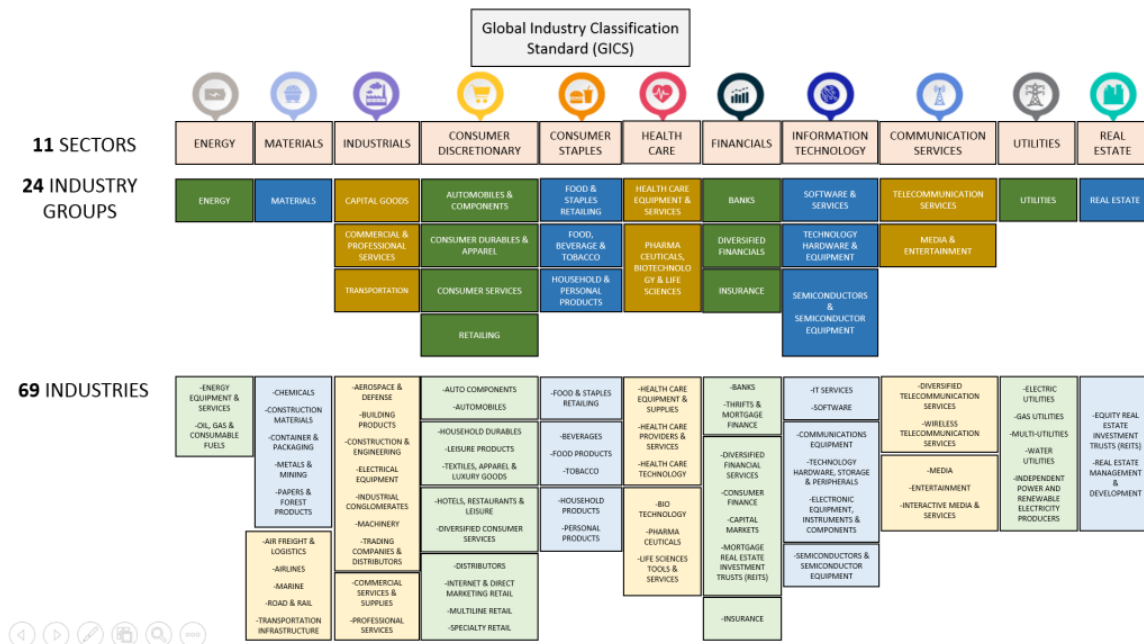 Global Industry Classification
Standard (GICS)
11 SECTORS
ENERGY
MATERIALS
INDUSTRIALS
CONSUMER
DISCRETIONARY
CONSUMER
STAPLES
HEALTH
CARE
FINANCIALS
INFORMATION
TECHNOLOGY
COMMUNICATION
SERVICES
UTILITIES
REAL
ESTATE
24 INDUSTRY
GROUPS
ENERGY
MATERIALS
CAPITAL GOODS
COMMERCIAL &
PROFESSIONAL
SERVICES
TRANSPORTATION
AUTOMOBILES &
COMPONENTS
CONSUMER DURABLES &
APPAREL
CONSUMER SERVICES
RETAILING
FOOD &
STAPLES
RETAILING
FOOD,
BEVERAGE &
TOBACCO
HOUSEHOLD &
PERSONAL
PRODUCTS
HEALTH CARE
EQUIPMENT &
SERVICES
PHARMA
CEUTICALS,
BIOTECHNOLO
GY & LIFE
SCIENCES
BANKS
DIVERSIFIED
FINANCIALS
INSURANCE
SOFTWARE &
SERVICES
TECHNOLOGY
HARDWARE &
EQUIPMENT
SEMICONDUCTORS
&
SEMICONDUCTOR
EQUIPMENT
TELECOMMUNICATION
SERVICES
MEDIA &
ENTERTAINMENT
UTILITIES
REAL ESTATE
69 INDUSTRIES
-ENERGY
EQUIPMENT &
SERVICES
-OIL, GAS &
CONSUMABLE
FUELS
-CHEMICALS
-CONSTRUCTION
MATERIALS
-CONTAINER &
PACKAGING
-METALS &
MINING
-PAPERS &
FOREST
PRODUCTS
-AIR FREIGHT &
LOGISTICS
-AIRLINES
-MARINE
-ROAD & RAIL
-TRANSPORTATION
INFRASTRUCTURE
-AEROSPACE &
DEFENSE
-BUILDING
PRODUCTS
-CONSTRUCTION &
ENGINEERING
-ELECTRICAL
EQUIPMENT
-INDUSTRIAL
CONGLOMERATES
-MACHINERY
-TRADING
COMPANIES &
DISTRIBUTORS
-COMMERCIAL
SERVICES &
SUPPLIES
-PROFESSIONAL
SERVICES
-AUTO COMPONENTS
-AUTOMOBILES
-HOUSEHOLD DURABLES
-LEISURE PRODUCTS
-TEXTILES, APPAREL &
LUXURY GOODS
-HOTELS, RESTAURANTS &
LEISURE
-DIVERSIFIED CONSUMER
SERVICES
-DISTRIBUTORS
-INTERNET & DIRECT
MARKETING RETAIL
-MULTILINE RETAIL
-SPECIALTY RETAIL
-FOOD & STAPLES
RETAILING
-BEVERAGES
-FOOD PRODUCTS
-TOBACCO
-HOUSEHOLD
PRODUCTS
-PERSONAL
PRODUCTS
-HEALTH CARE
EQUIPMENT &
SUPPLIES
-HEALTH CARE
PROVIDERS &
SERVICES
-HEALTH CARE
TECHNOLOGY
-BIO
TECHNOLOGY
-PHARMA
CEUTICALS
-LIFE SCIENCES
TOOLS &
SERVICES
-BANKS
-THRIFTS &
MORTGAGE
FINANCE
-DIVERSIFIED
FINANCIAL
SERVICES
-CONSUMER
FINANCE
-CAPITAL
MARKETS
-MORTGAGE
REAL ESTATE
INVESTMENT
TRUSTS (REITS)
-INSURANCE
-IT SERVICES
-SOFTWARE
-COMMUNICATIONS
EQUIPMENT
-TECHNOLOGY
HARDWARE, STORAGE
& PERIPHERALS
-ELECTRONIC
EQUIPMENT,
INSTRUMENTS &
COMPONENTS
-SEMICONDUCTORS &
SEMICONDUCTOR
EQUIPMENT
-DIVERSIFIED
TELECOMMUNICATION
SERVICES
-WIRELESS
TELECOMMUNICATION
SERVICES
-MEDIA
-ENTERTAINMENT
-INTERACTIVE MEDIA &
SERVICES
-ELECTRIC
UTILITIES
-GAS UTILITIES
-MULTI-UTILITIES
-WATER
UTILITIES
-INDEPENDENT
POWER AND
RENEWABLE
ELECTRICITY
PRODUCERS
-EQUITY REAL
ESTATE
INVESTMENT
TRUSTS (REITS)
-REAL ESTATE
MANAGEMENT
&
DEVELOPMENT